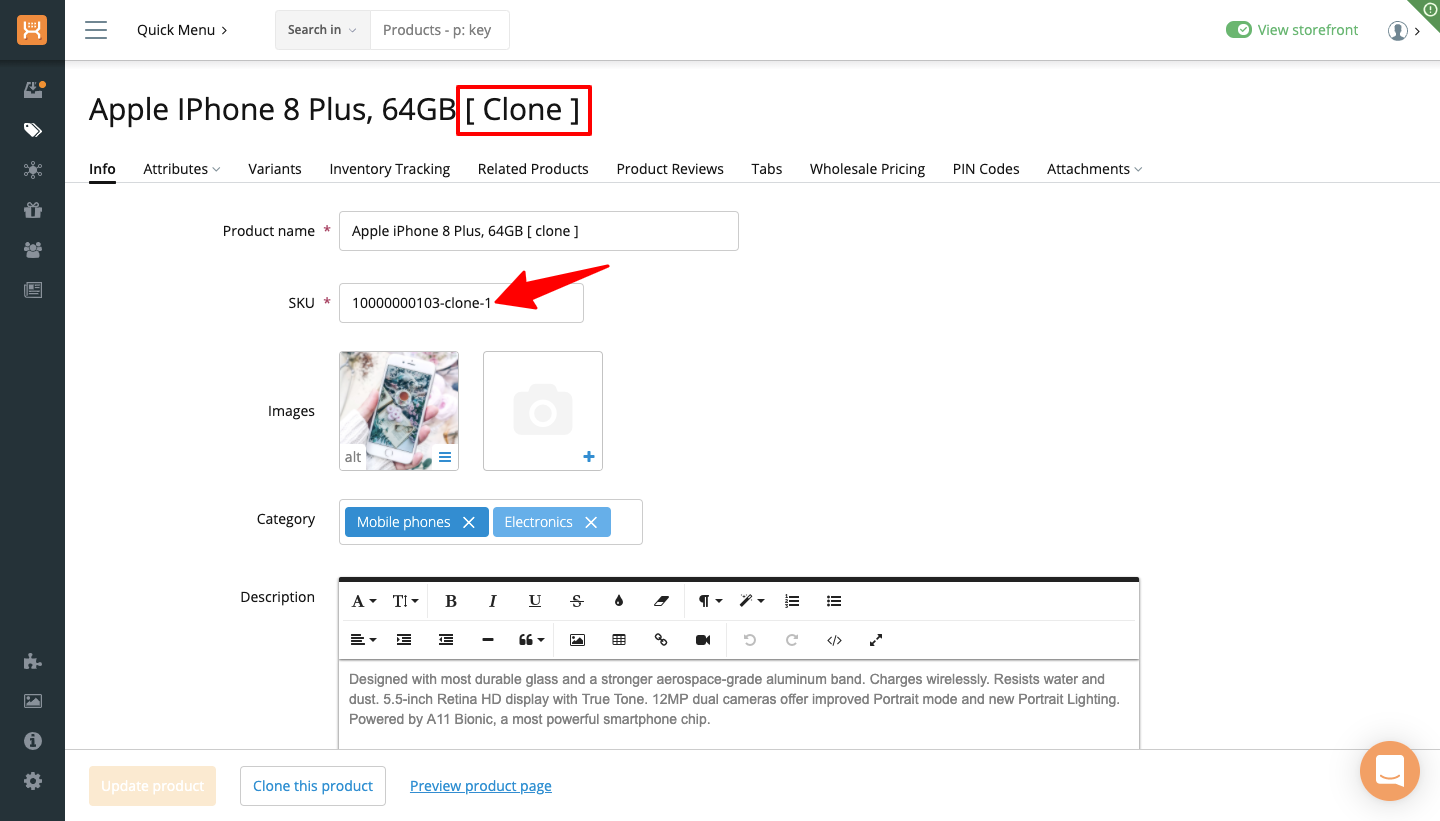 Quick Menu
Search in
Products - p: key
View storefront
Apple IPhone 8 Plus, 64GB [ Clone ]
Info Attributes Variants Inventory Tracking Related Products Product Reviews Tabs Wholesale Pricing PIN Codes Attachments
Product name * Apple iPhone 8 Plus, 64GB [ clone ]
SKU * 10000000103-clone-1
Images
alt
Category Mobile phones Electronics
Description
Designed with most durable glass and a stronger aerospace-grade aluminum band. Charges wirelessly. Resists water and
dust. 5.5-inch Retina HD display with True Tone. 12MP dual cameras offer improved Portrait mode and new Portrait Lighting.
Powered by A11 Bionic, a most powerful smartphone chip.
Update product Clone this product Preview product page